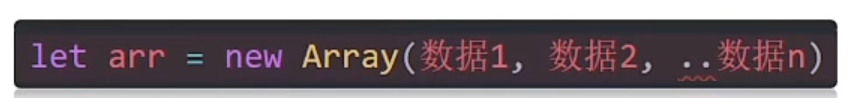 let arr = new Array(数据1, 数据2, ..数据n)